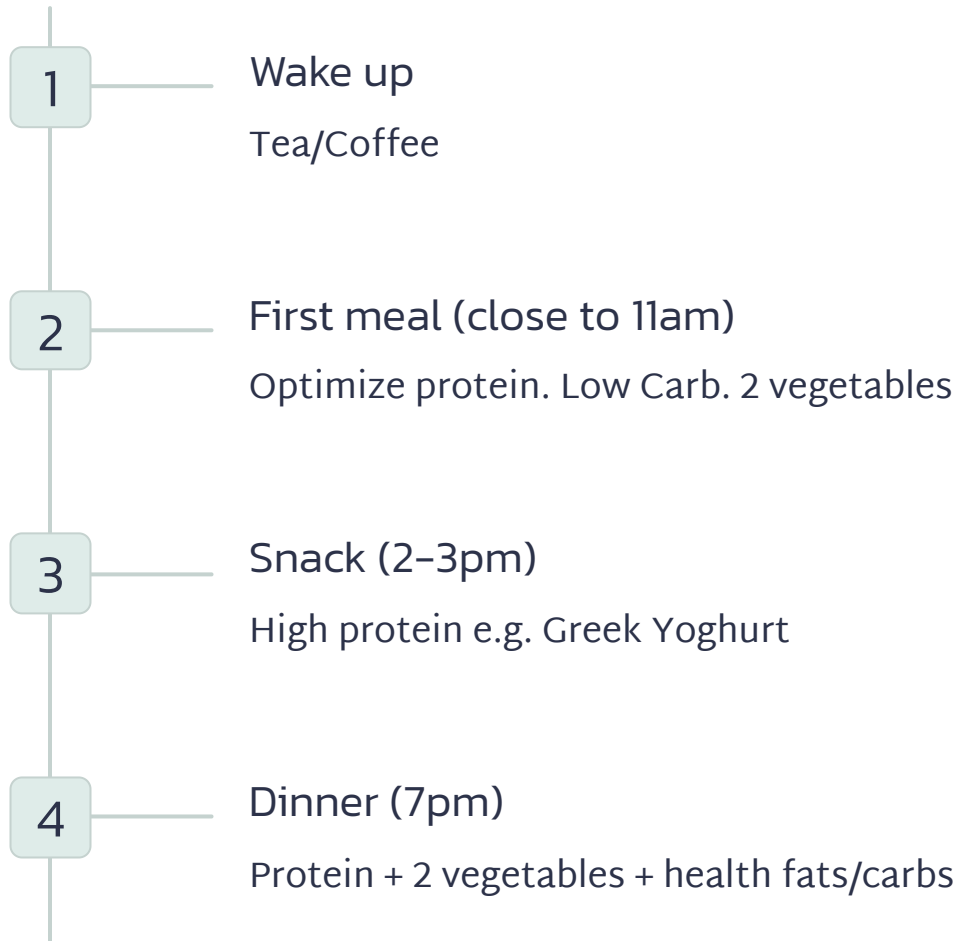 1
Wake up
Tea/Coffee
2
First meal (close to 11am)
Optimize protein. Low Carb. 2 vegetables
3
Snack (2-3pm)
High protein e.g. Greek Yoghurt
4
Dinner (7pm)
Protein + 2 vegetables + health fats/carbs